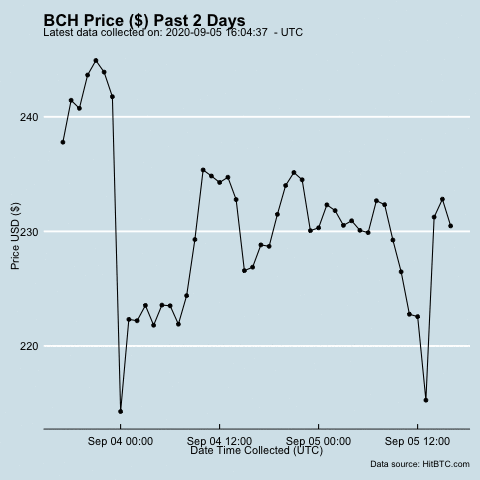 BCH Price ($) Past 2 Days
Latest data collected on: 2020-09-05 16:04:37 - UTC
240
230
220
Price USD ($)
Sep 04 00:00 Sep 04 12:00 Sep 05 00:00 Sep 05 12:00
Date Time Collected (UTC)
Data source: HitBTC.com